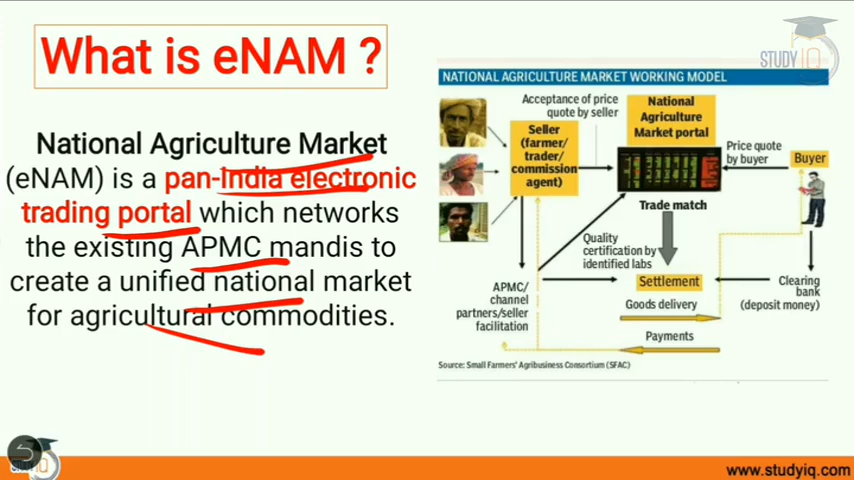 What is eNAM ?
National Agriculture Market
(eNAM) is a pan-India electronic
trading portal which networks
the existing APMC mandis to
create a unified national market
for agricultural commodities.
STUDY IQ
NATIONAL AGRICULTURE MARKET WORKING MODEL
Acceptance of price
quote by seller
National
Agriculture
Market portal
Seller
(farmer/
trader/
commission
agent)
Price quote
by buyer
Buyer
Trade match
Quality
certification by
identified labs
Settlement
APMC/
channel
partners/seller
facilitation
Clearing
bank
(deposit money)
Goods delivery
Payments
Source: Small Farmers' Agribusiness Consortium (SFAC)
www.studyiq.com